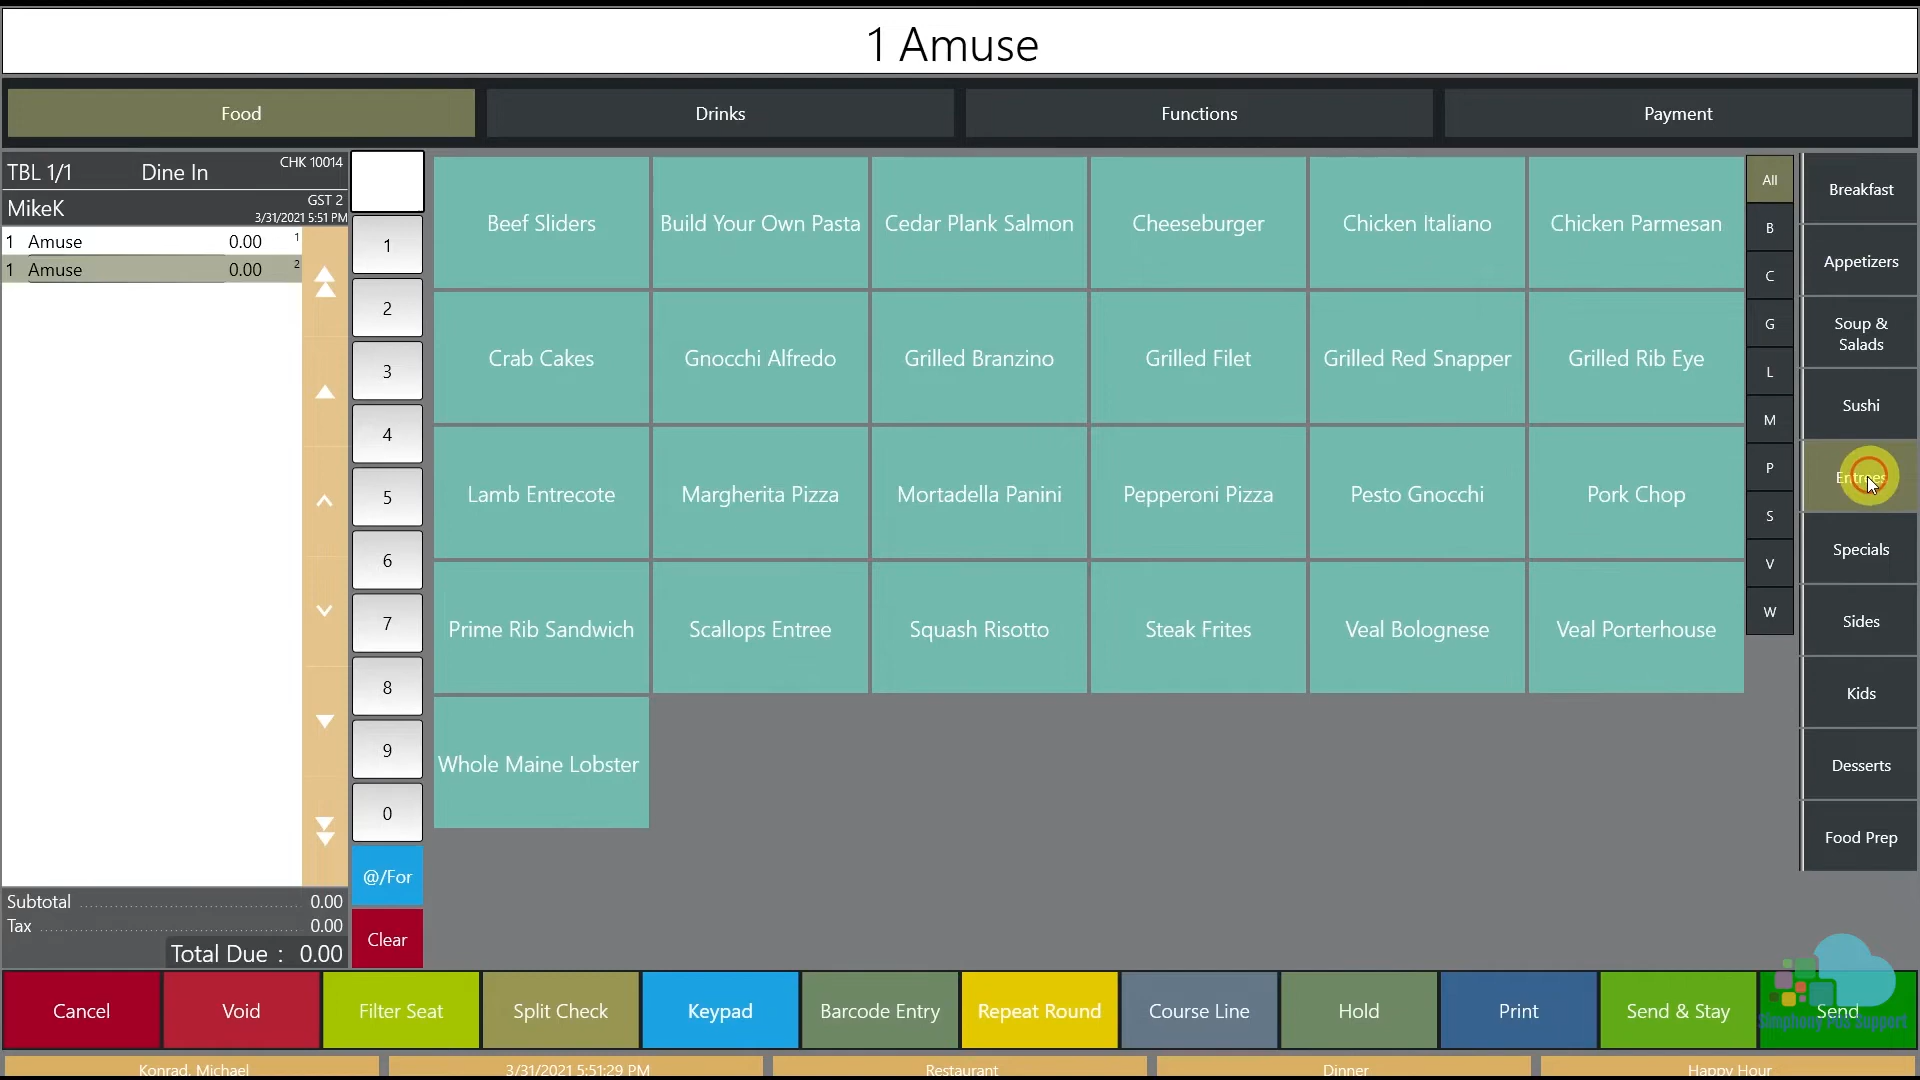 1 Amuse
Food
Drinks
Functions
Payment
TBL 1/1
Dine In
CHK 10014
MikeK
GST 2
3/31/2021 5:51 PM
1 Amuse 0.00 1
1 Amuse 0.00 2
Subtotal 0.00
Tax 0.00
Total Due : 0.00
1
2
3
4
5
6
7
8
9
0
@/For
Clear
Beef Sliders
Build Your Own Pasta
Cedar Plank Salmon
Cheeseburger
Chicken Italiano
Chicken Parmesan
Crab Cakes
Gnocchi Alfredo
Grilled Branzino
Grilled Filet
Grilled Red Snapper
Grilled Rib Eye
Lamb Entrecote
Margherita Pizza
Mortadella Panini
Pepperoni Pizza
Pesto Gnocchi
Pork Chop
Prime Rib Sandwich
Scallops Entree
Squash Risotto
Steak Frites
Veal Bolognese
Veal Porterhouse
Whole Maine Lobster
All
B
C
G
L
M
P
S
V
W
Breakfast
Appetizers
Soup &
Salads
Sushi
Entrees
Specials
Sides
Kids
Desserts
Food Prep
Cancel
Void
Filter Seat
Split Check
Keypad
Barcode Entry
Repeat Round
Course Line
Hold
Print
Send & Stay
Send
Simphony POS Support
Konrad, Michael
3/31/2021 5:51:29 PM
Restaurant
Dinner
Happy Hour